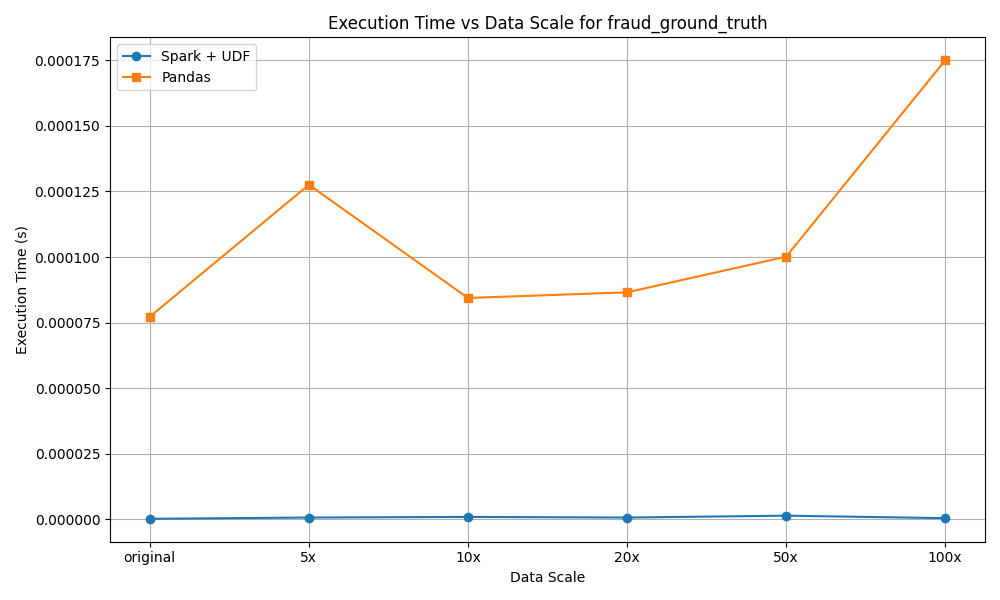 Execution Time vs Data Scale for fraud_ground_truth
Spark + UDF
Pandas
Execution Time (s)
0.000175
0.000150
0.000125
0.000100
0.000075
0.000050
0.000025
0.000000
original 5x 10x 20x 50x 100x
Data Scale